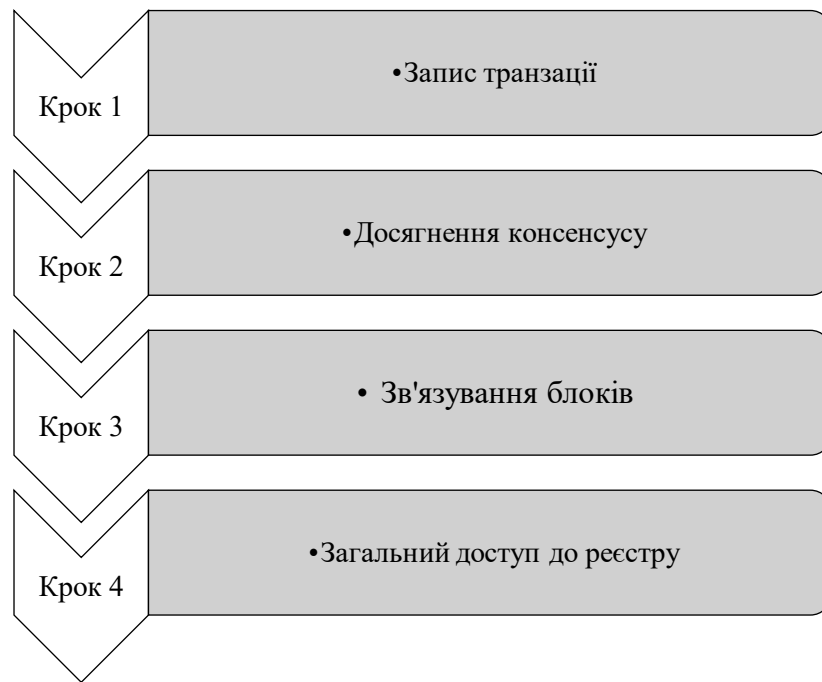 Крок 1
•Запис транзації
Крок 2
•Досягнення консенсусу
Крок 3
• Зв'язування блоків
Крок 4
•Загальний доступ до реєстру